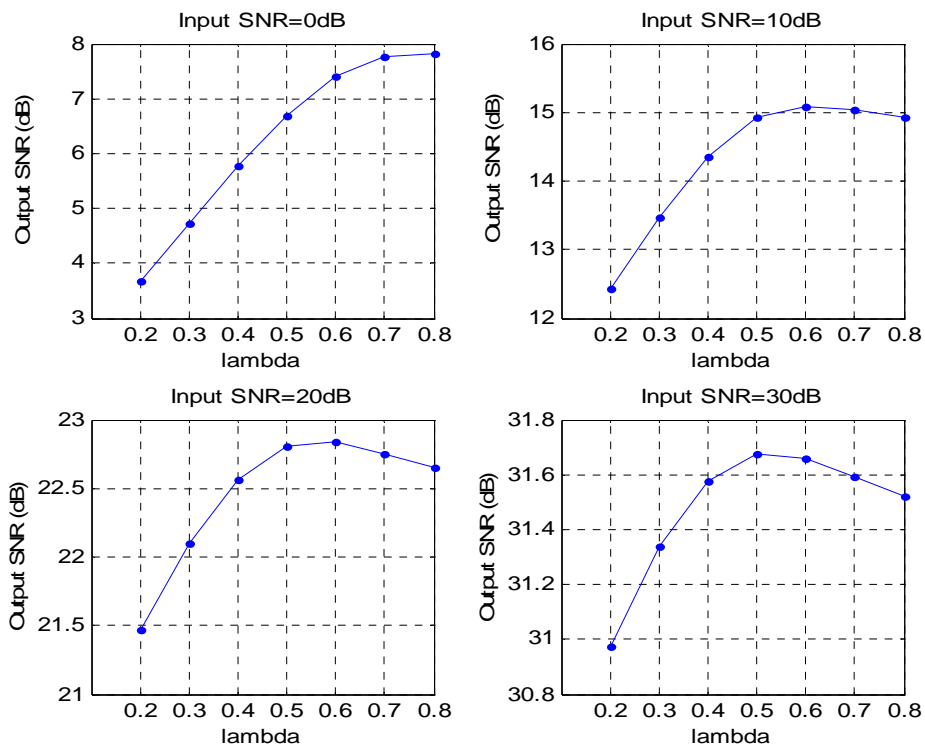 Input SNR=0dB
8
7
6
5
4
3
Output SNR (dB)
0.2 0.3 0.4 0.5 0.6 0.7 0.8
lambda
Input SNR=10dB
16
15
14
13
12
Output SNR (dB)
0.2 0.3 0.4 0.5 0.6 0.7 0.8
lambda
Input SNR=20dB
23
22.5
22
21.5
21
Output SNR (dB)
0.2 0.3 0.4 0.5 0.6 0.7 0.8
lambda
Input SNR=30dB
31.8
31.6
31.4
31.2
31
30.8
Output SNR (dB)
0.2 0.3 0.4 0.5 0.6 0.7 0.8
lambda